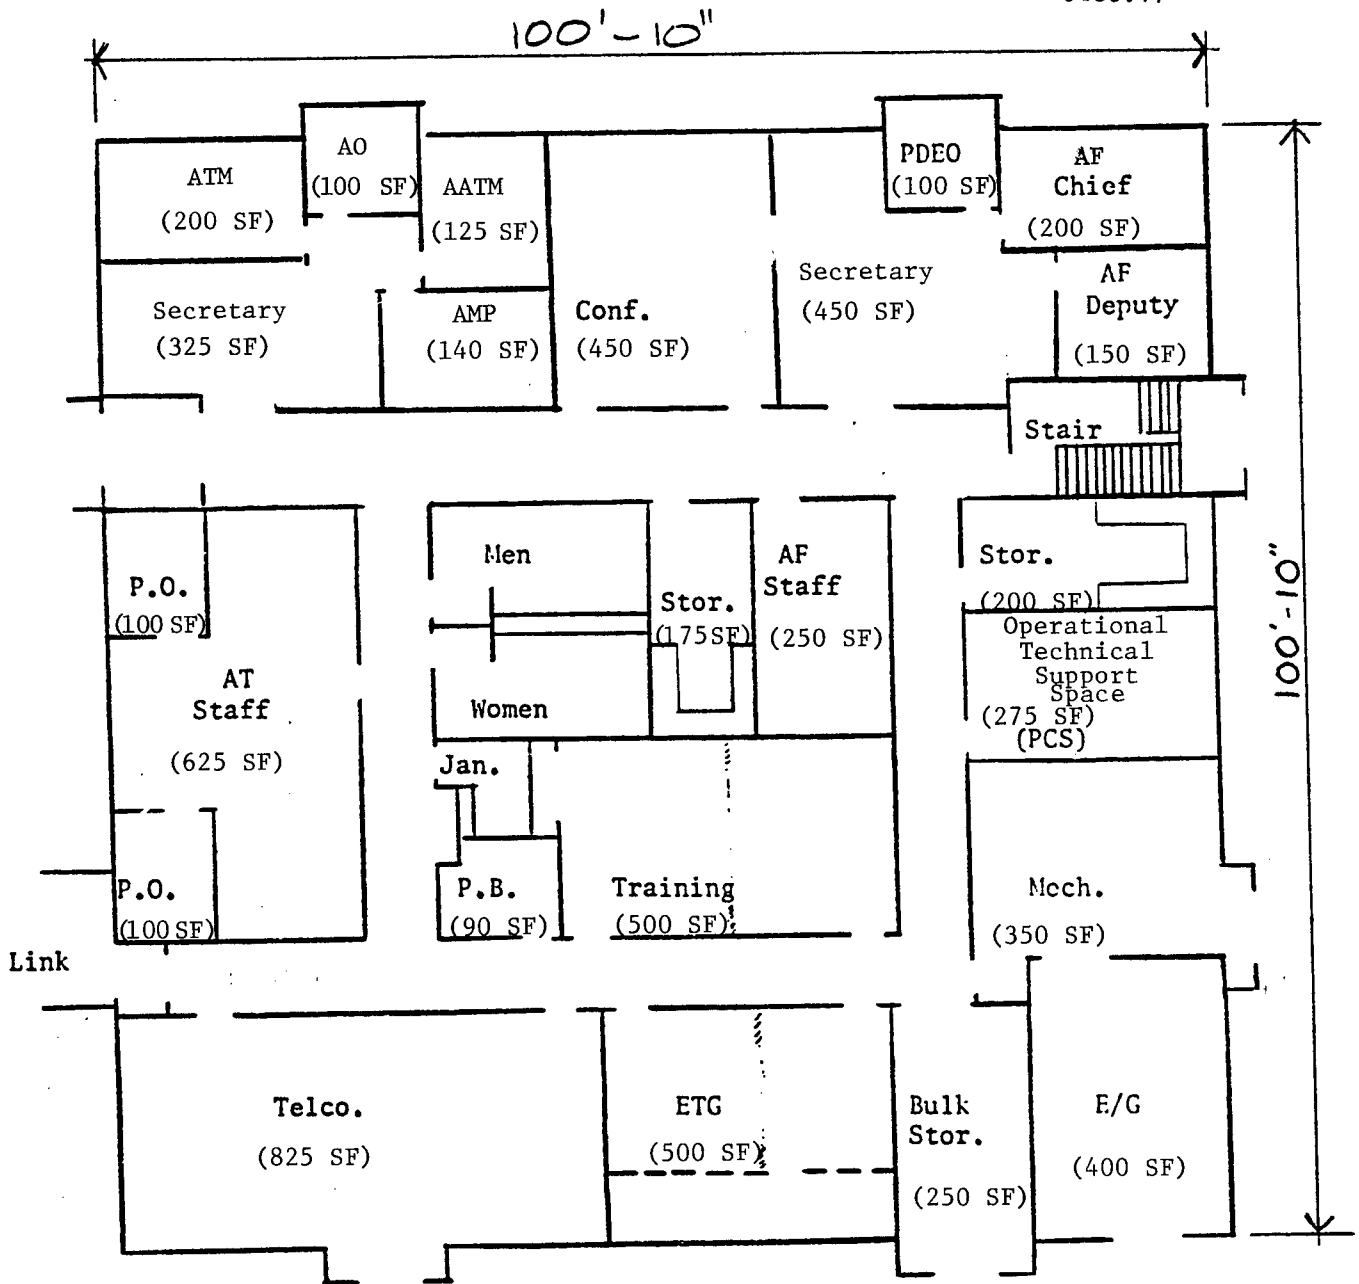 100'-10"
AO
(100 SF)
ATM
(200 SF)
AATM
(125 SF)
PDEO
(100 SF)
AF
Chief
(200 SF)
Secretary
(325 SF)
AMP
(140 SF)
Conf.
(450 SF)
Secretary
(450 SF)
AF
Deputy
(150 SF)
Stair
100'-10"
P.O.
(100 SF)
Men
Stor.
(175 SF)
AF
Staff
(250 SF)
Stor.
(200 SF)
Operational
Technical
Support
Space
(275 SF)
(PCS)
AT
Staff
(625 SF)
Women
Jan.
P.O.
(100 SF)
P.B.
(90 SF)
Training
(500 SF)
Mech.
(350 SF)
Link
Telco.
(825 SF)
ETG
(500 SF)
Bulk
Stor.
(250 SF)
E/G
(400 SF)